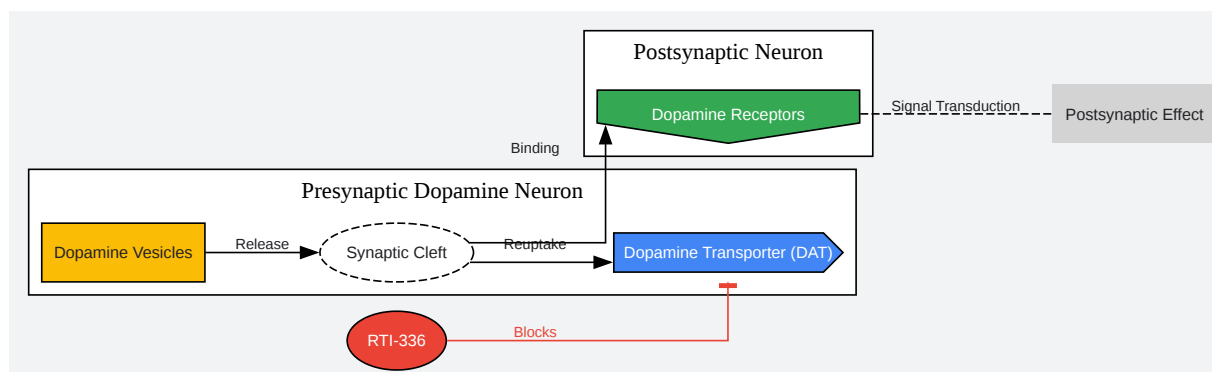 Postsynaptic Neuron
Dopamine Receptors
Signal Transduction
Postsynaptic Effect
Binding
Presynaptic Dopamine Neuron
Dopamine Vesicles
Release
Synaptic Cleft
Reuptake
Dopamine Transporter (DAT)
RTI-336
Blocks